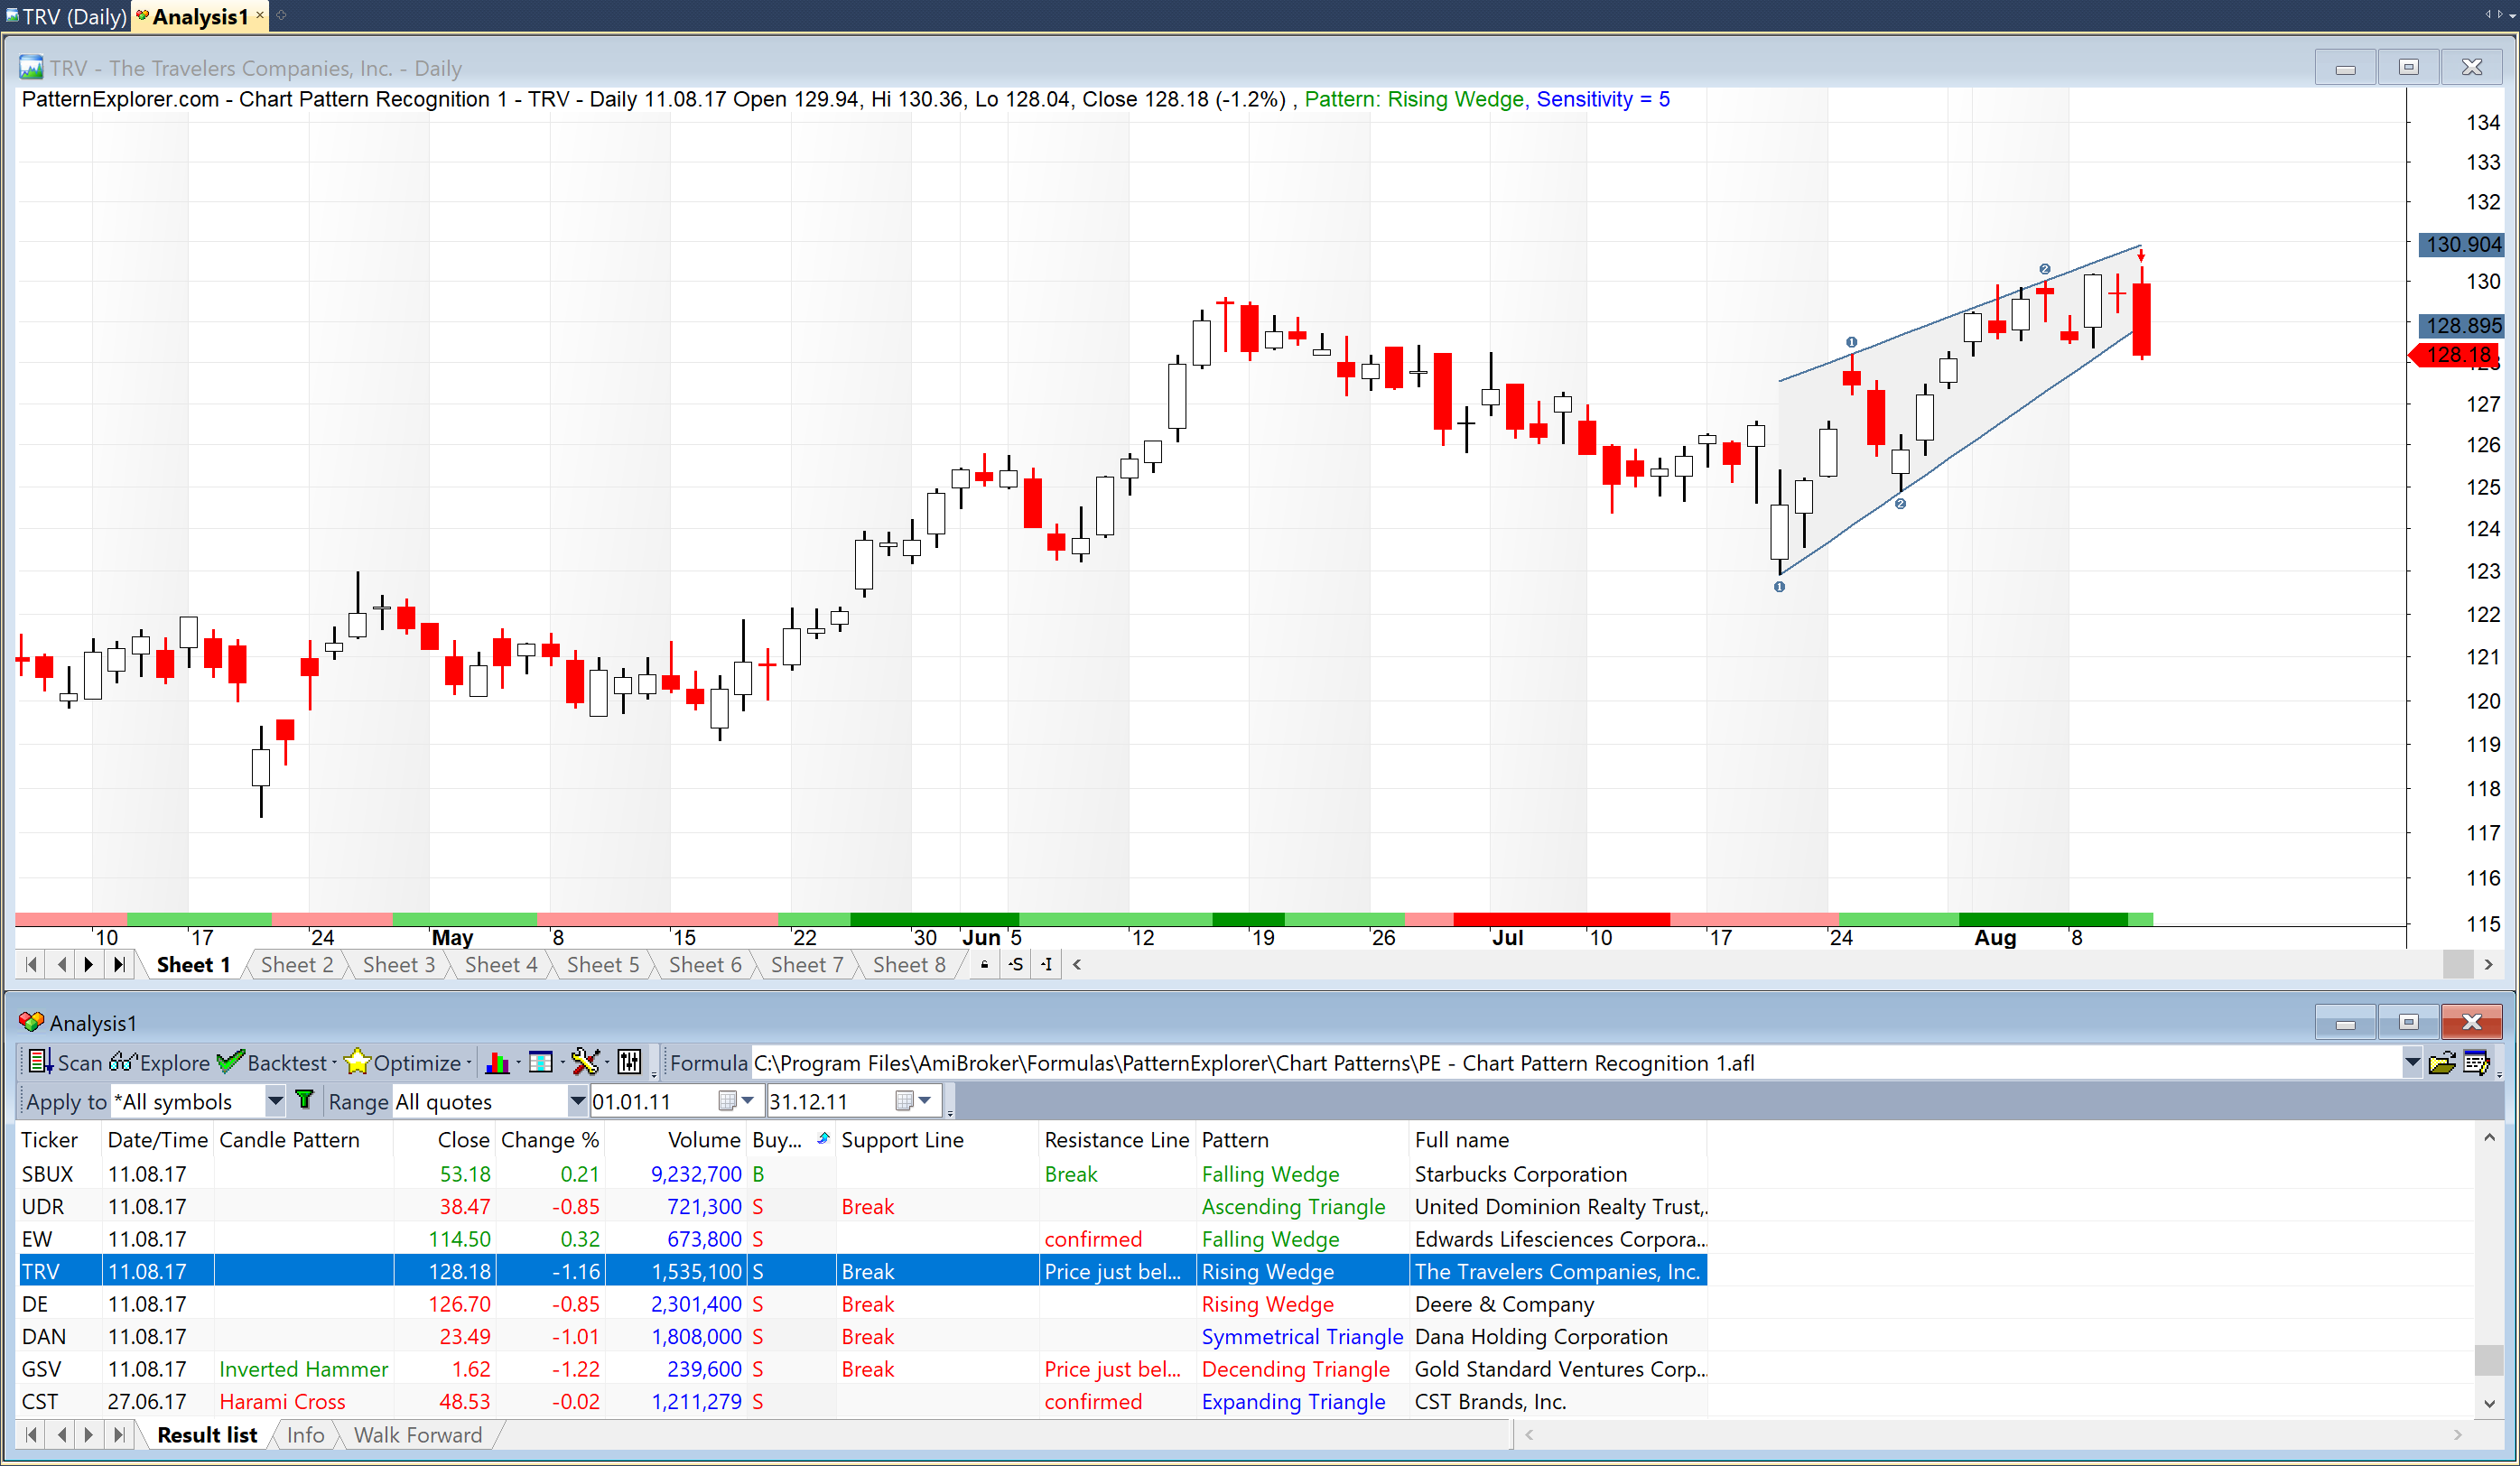 TRV (Daily) Analysis1 ×
TRV - The Travelers Companies, Inc. - Daily
PatternExplorer.com - Chart Pattern Recognition 1 - TRV - Daily 11.08.17 Open 129.94, Hi 130.36, Lo 128.04, Close 128.18 (-1.2%) , Pattern: Rising Wedge, Sensitivity = 5
134
133
132
130.904
130
128.895
128.18
127
126
125
124
123
122
121
120
119
118
117
116
115
2
1
2
1
10 17 24 May 8 15 22 30 Jun 5 12 19 26 Jul 10 17 24 Aug 8
Sheet 1 Sheet 2 Sheet 3 Sheet 4 Sheet 5 Sheet 6 Sheet 7 Sheet 8 S I
Analysis1
Scan Explore Backtest Optimize Formula C:\Program Files\AmiBroker\Formulas\PatternExplorer\Chart Patterns\PE - Chart Pattern Recognition 1.afl
Apply to *All symbols Range All quotes 01.01.11 31.12.11
Ticker Date/Time Candle Pattern Close Change % Volume Buy... Support Line Resistance Line Pattern Full name
SBUX 11.08.17 53.18 0.21 9,232,700 B Break Falling Wedge Starbucks Corporation
UDR 11.08.17 38.47 -0.85 721,300 S Break Ascending Triangle United Dominion Realty Trust,.
EW 11.08.17 114.50 0.32 673,800 S confirmed Falling Wedge Edwards Lifesciences Corpora...
TRV 11.08.17 128.18 -1.16 1,535,100 S Break Price just bel... Rising Wedge The Travelers Companies, Inc.
DE 11.08.17 126.70 -0.85 2,301,400 S Break Rising Wedge Deere & Company
DAN 11.08.17 23.49 -1.01 1,808,000 S Break Symmetrical Triangle Dana Holding Corporation
GSV 11.08.17 Inverted Hammer 1.62 -1.22 239,600 S Break Price just bel... Decending Triangle Gold Standard Ventures Corp...
CST 27.06.17 Harami Cross 48.53 -0.02 1,211,279 S confirmed Expanding Triangle CST Brands, Inc.
Result list Info Walk Forward